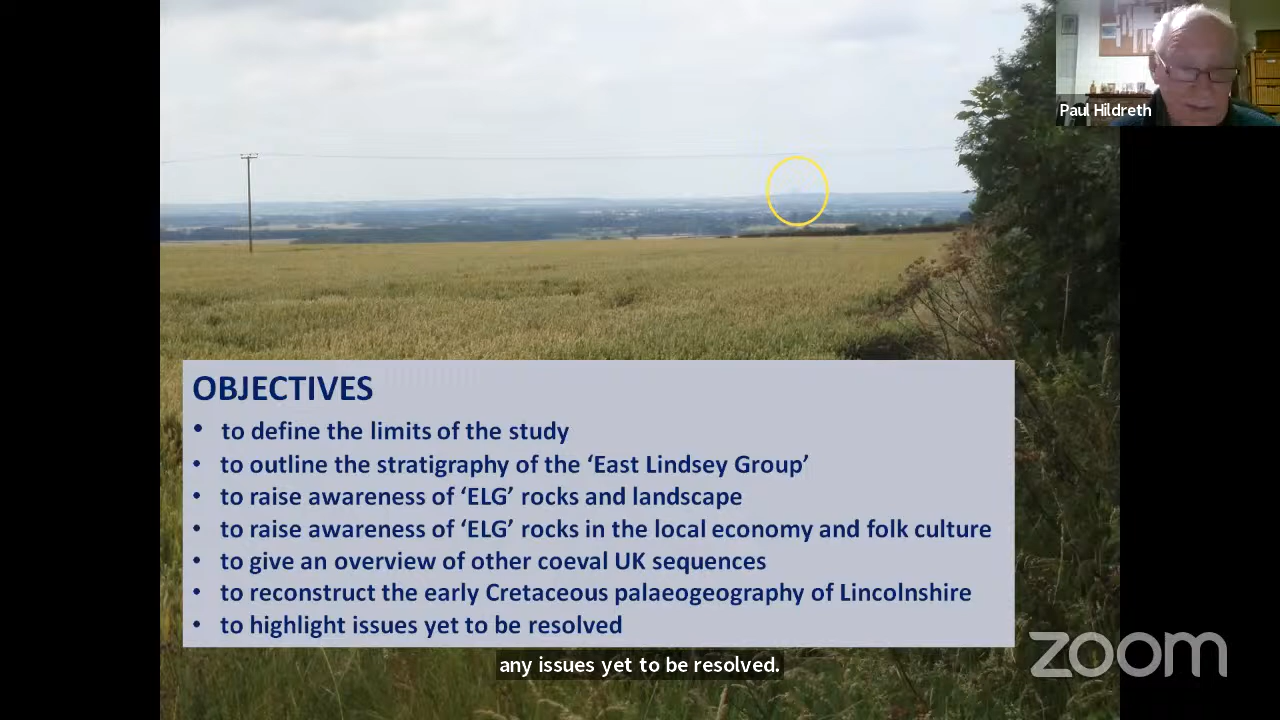 Paul Hildreth
OBJECTIVES
• to define the limits of the study
• to outline the stratigraphy of the ‘East Lindsey Group’
• to raise awareness of ‘ELG’ rocks and landscape
• to raise awareness of ‘ELG’ rocks in the local economy and folk culture
• to give an overview of other coeval UK sequences
• to reconstruct the early Cretaceous palaeogeography of Lincolnshire
• to highlight issues yet to be resolved
any issues yet to be resolved.
zoom